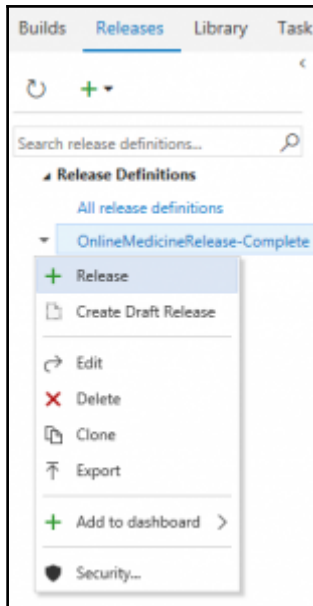 Builds Releases Library Task
Search release definitions...
Release Definitions
All release definitions
OnlineMedicineRelease-Complete
Release
Create Draft Release
Edit
Delete
Clone
Export
Add to dashboard
Security...